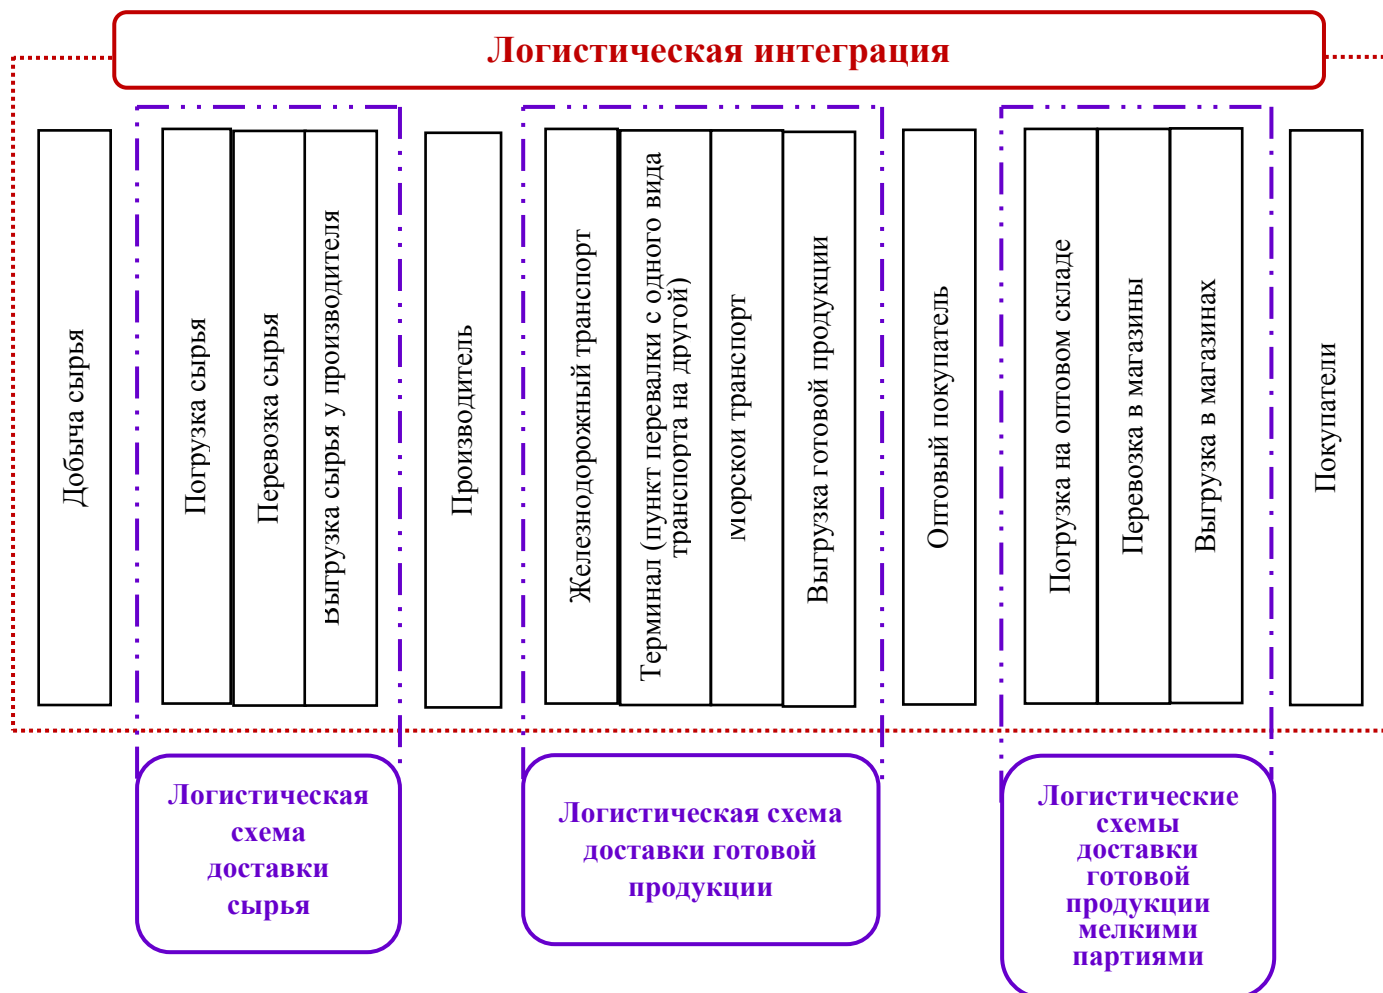 Логистическая интеграция
Добыча сырья
Погрузка сырья
Перевозка сырья
Выгрузка сырья у производителя
Производитель
Железнодорожный транспорт
Терминал (пункт перевалки с одного вида
транспорта на другой)
Морской транспорт
Выгрузка готовой продукции
Оптовый покупатель
Погрузка на оптовом складе
Перевозка в магазины
Выгрузка в магазинах
Покупатели
Логистическая
схема
доставки
сырья
Логистическая схема
доставки готовой
продукции
Логистические
схемы
доставки
готовой
продукции
мелкими
партиями